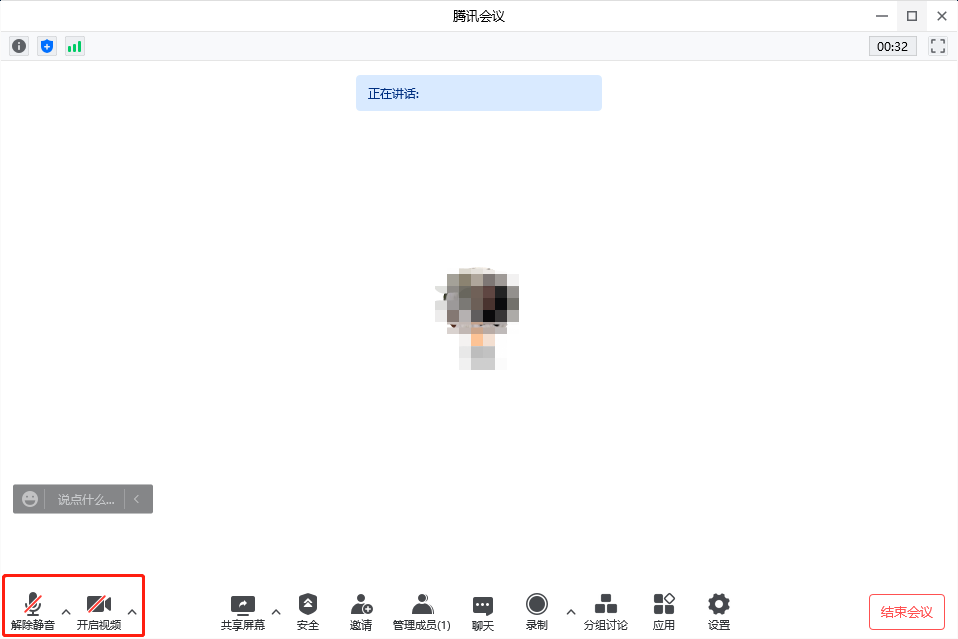 腾讯会议
00:32
正在讲话:
说点什么...
解除静音
开启视频
共享屏幕
安全
邀请
管理成员(1)
聊天
录制
分组讨论
应用
设置
结束会议